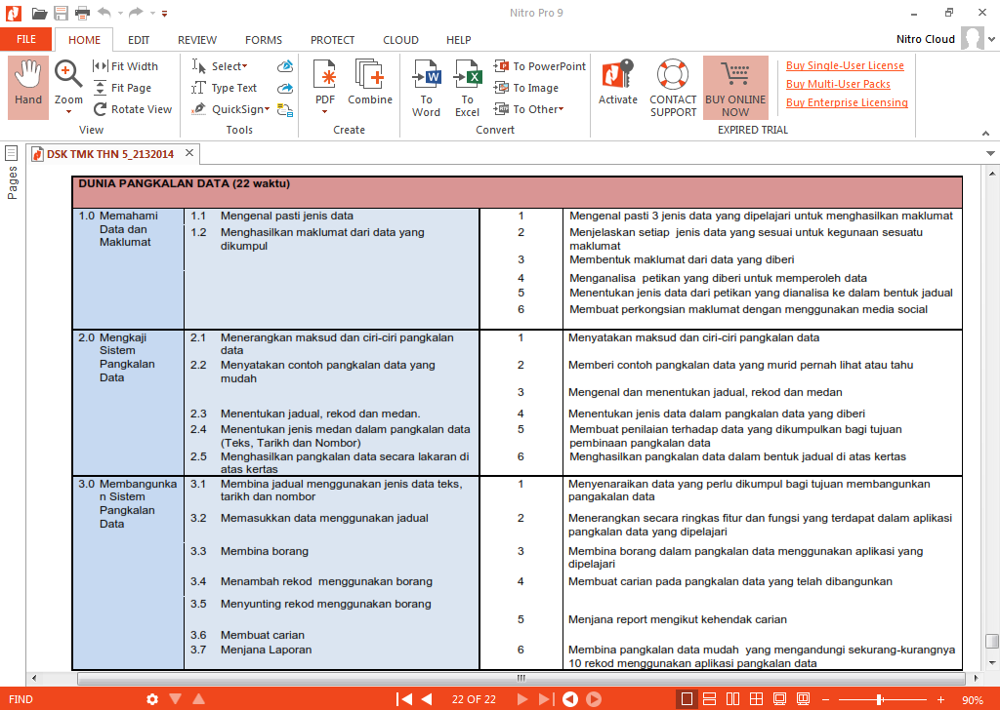 Nitro Pro 9
FILE HOME EDIT REVIEW FORMS PROTECT CLOUD HELP Nitro Cloud
Hand
Zoom
Fit Width
Fit Page
Rotate View
View
Select
Type Text
QuickSign
Tools
PDF
Combine
Create
To Word
To Excel
To PowerPoint
To Image
To Other
Convert
Activate
CONTACT SUPPORT
BUY ONLINE NOW
Buy Single-User License
Buy Multi-User Packs
Buy Enterprise Licensing
EXPIRED TRIAL
Pages
DSK TMK THN 5_2132014
DUNIA PANGKALAN DATA (22 waktu)
1.0 Memahami
Data dan
Maklumat
1.1 Mengenal pasti jenis data
1.2 Menghasilkan maklumat dari data yang
dikumpul
1 Mengenal pasti 3 jenis data yang dipelajari untuk menghasilkan maklumat
2 Menjelaskan setiap jenis data yang sesuai untuk kegunaan sesuatu
maklumat
3 Membentuk maklumat dari data yang diberi
4 Menganalisa petikan yang diberi untuk memperoleh data
5 Menentukan jenis data dari petikan yang dianalisa ke dalam bentuk jadual
6 Membuat perkongsian maklumat dengan menggunakan media social
2.0 Mengkaji
Sistem
Pangkalan
Data
2.1 Menerangkan maksud dan ciri-ciri pangkalan
data
2.2 Menyatakan contoh pangkalan data yang
mudah
2.3 Menentukan jadual, rekod dan medan.
2.4 Menentukan jenis medan dalam pangkalan data
(Teks, Tarikh dan Nombor)
2.5 Menghasilkan pangkalan data secara lakaran di
atas kertas
1 Menyatakan maksud dan ciri-ciri pangkalan data
2 Memberi contoh pangkalan data yang murid pernah lihat atau tahu
3 Mengenal dan menentukan jadual, rekod dan medan
4 Menentukan jenis data dalam pangkalan data yang diberi
5 Membuat penilaian terhadap data yang dikumpulkan bagi tujuan
pembinaan pangkalan data
6 Menghasilkan pangkalan data dalam bentuk jadual di atas kertas
3.0 Membangunka
n Sistem
Pangkalan
Data
3.1 Membina jadual menggunakan jenis data teks,
tarikh dan nombor
3.2 Memasukkan data menggunakan jadual
3.3 Membina borang
3.4 Menambah rekod menggunakan borang
3.5 Menyunting rekod menggunakan borang
3.6 Membuat carian
3.7 Menjana Laporan
1 Menyenaraikan data yang perlu dikumpul bagi tujuan membangunkan
pangakalan data
2 Menerangkan secara ringkas fitur dan fungsi yang terdapat dalam aplikasi
pangkalan data yang dipelajari
3 Membina borang dalam pangkalan data menggunakan aplikasi yang
dipelajari
4 Membuat carian pada pangkalan data yang telah dibangunkan
5 Menjana report mengikut kehendak carian
6 Membina pangkalan data mudah yang mengandungi sekurang-kurangnya
10 rekod menggunakan aplikasi pangkalan data
FIND
22 OF 22
90%